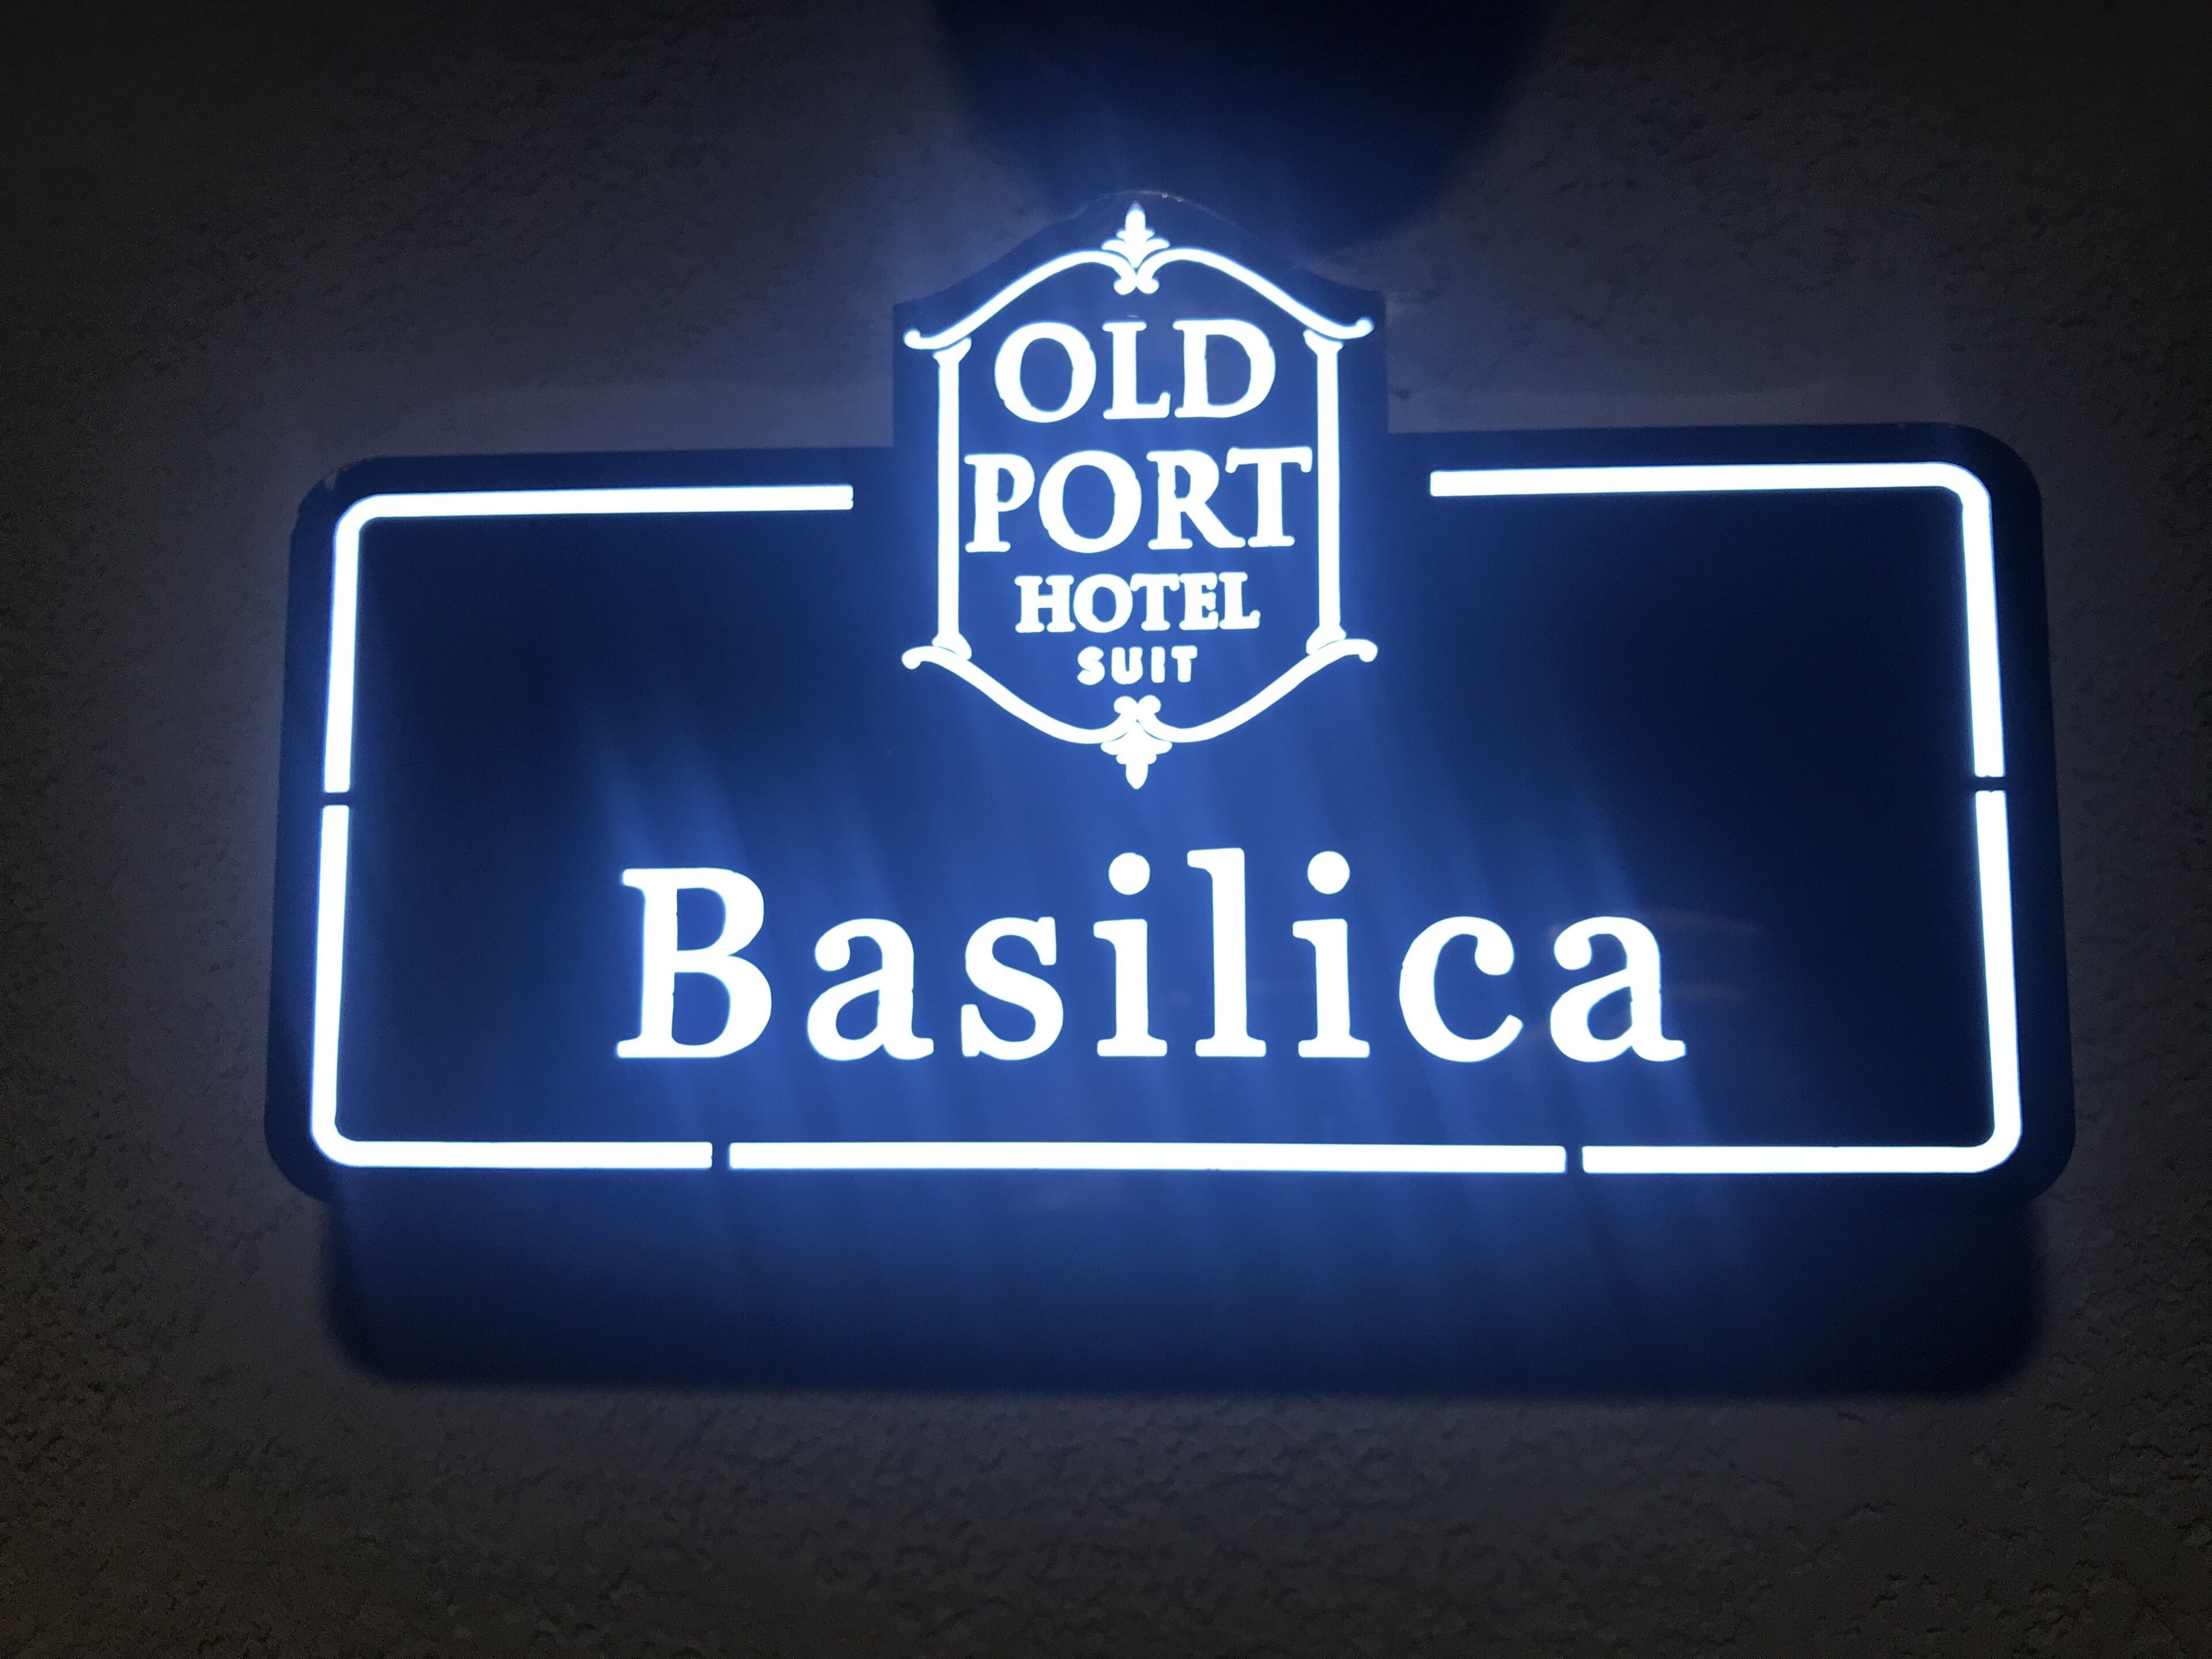 OLD
PORT
HOTEL
SUIT
Basilica